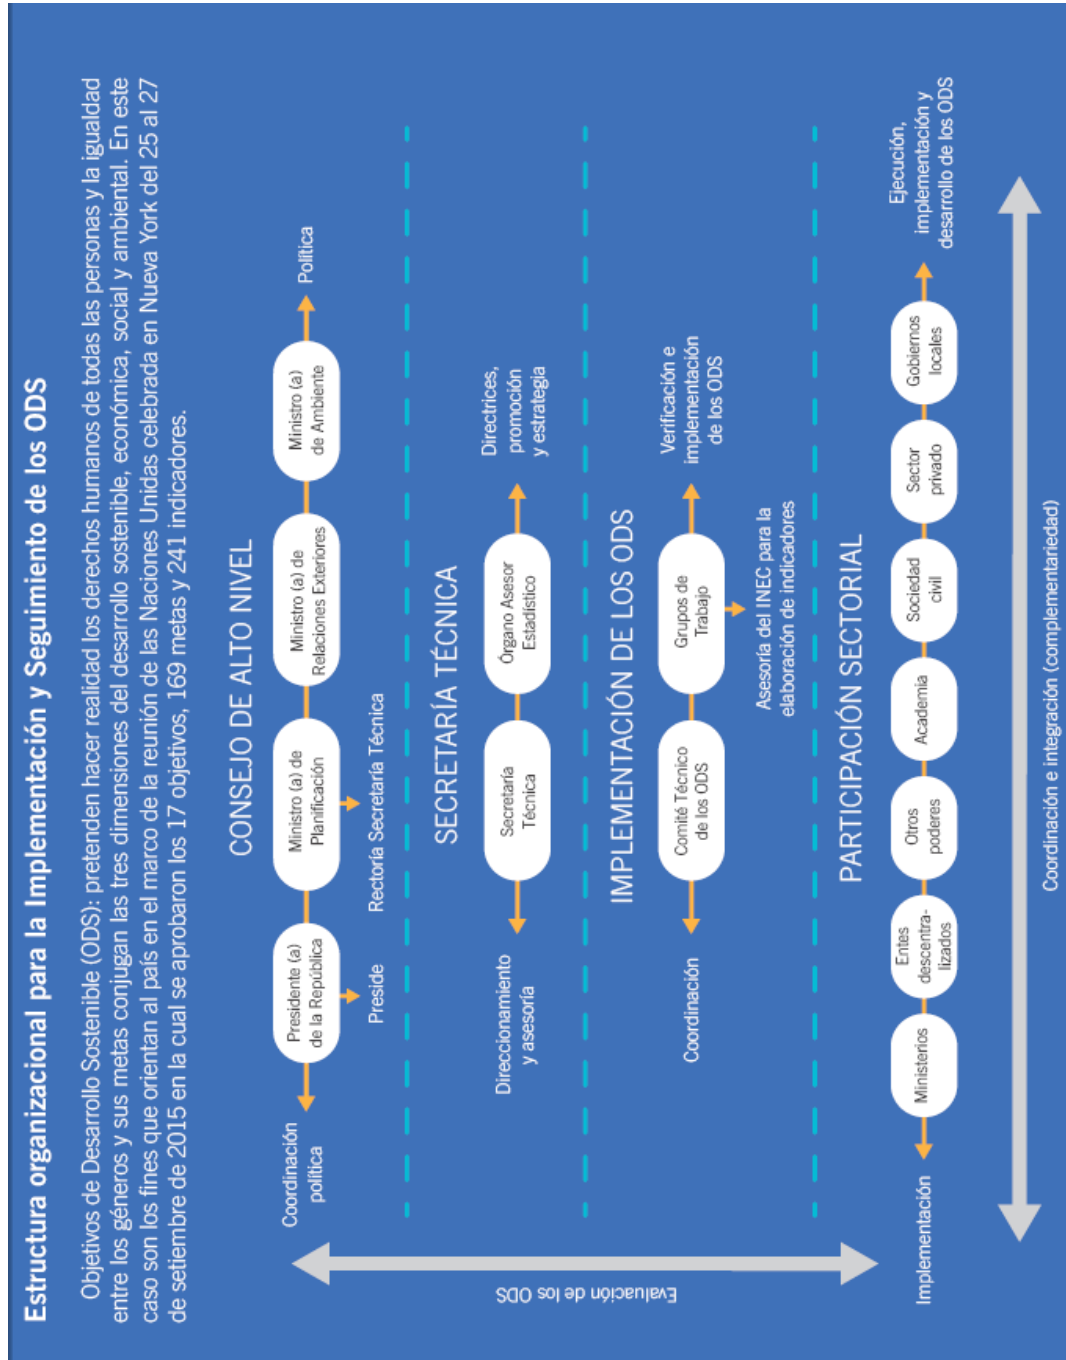 Estructura organizacional para la Implementación y Seguimiento de los ODS
Objetivos de Desarrollo Sostenible (ODS): pretenden hacer realidad los derechos humanos de todas las personas y la igualdad
entre los géneros y sus metas conjugan las tres dimensiones del desarrollo sostenible, económica, social y ambiental. En este
caso son los fines que orientan al país en el marco de la reunión de las Naciones Unidas celebrada en Nueva York del 25 al 27
de setiembre de 2015 en la cual se aprobaron los 17 objetivos, 169 metas y 241 indicadores.
CONSEJO DE ALTO NIVEL
Coordinación
política
Presidente (a)
de la República
Ministro (a) de
Planificación
Ministro (a) de
Relaciones Exteriores
Ministro (a)
de Ambiente
Política
Preside
Rectoría Secretaría Técnica
SECRETARÍA TÉCNICA
Direccionamiento
y asesoría
Secretaría
Técnica
Órgano Asesor
Estadístico
Directrices,
promoción
y estrategia
IMPLEMENTACIÓN DE LOS ODS
Coordinación
Comité Técnico
de los ODS
Grupos de
Trabajo
Verificación e
implementación
de los ODS
Asesoría del INEC para la
elaboración de indicadores
PARTICIPACIÓN SECTORIAL
Implementación
Ministerios
Entes
descentra-
lizados
Otros
poderes
Academia
Sociedad
civil
Sector
privado
Gobiernos
locales
Ejecución,
implementación y
desarrollo de los ODS
Evaluación de los ODS
Coordinación e integración (complementariedad)